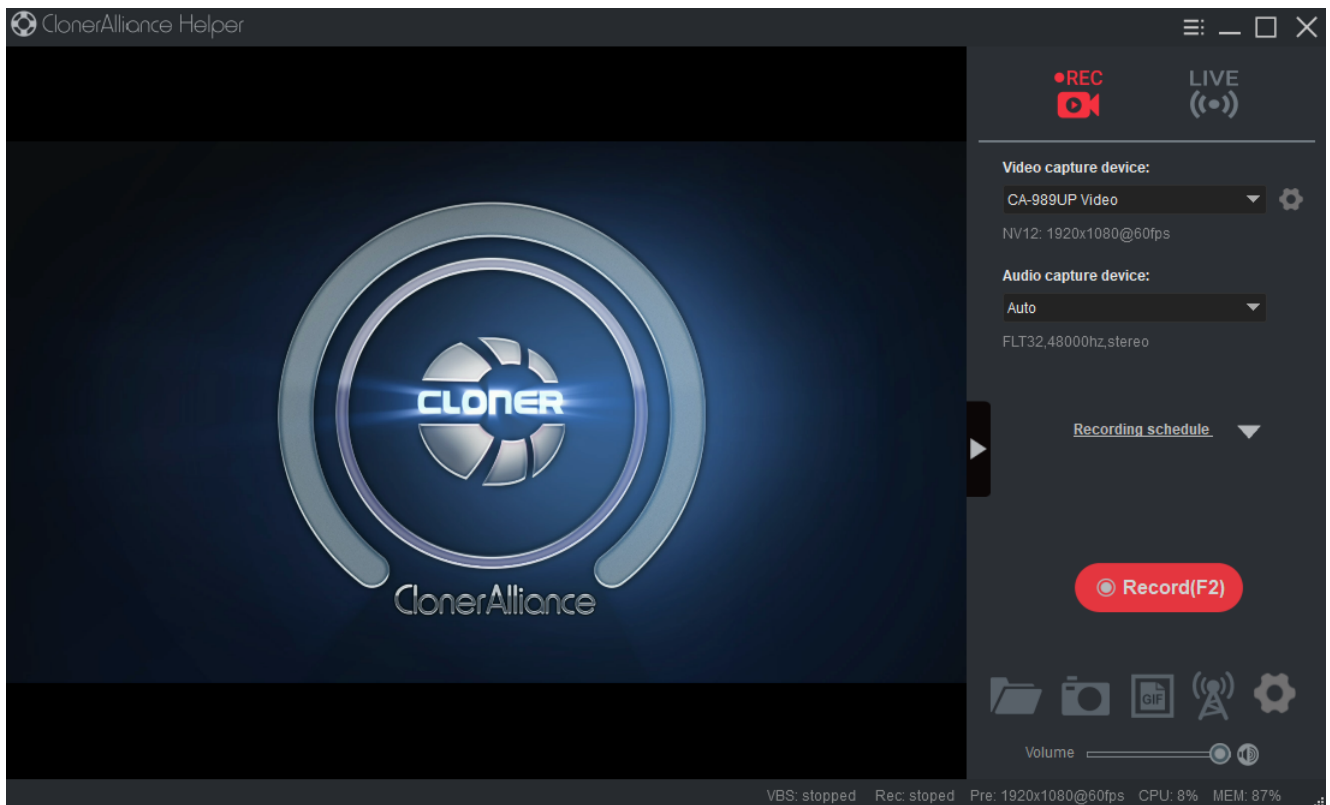 ClonerAlliance Helper
REC
LIVE
Video capture device:
CA-989UP Video
NV12: 1920x1080@60fps
Audio capture device:
Auto
FLT32,48000hz,stereo
CLONER
ClonerAlliance
Recording schedule
Record(F2)
GIF
Volume
VBS: stopped Rec: stoped Pre: 1920x1080@60fps CPU: 8% MEM: 87%